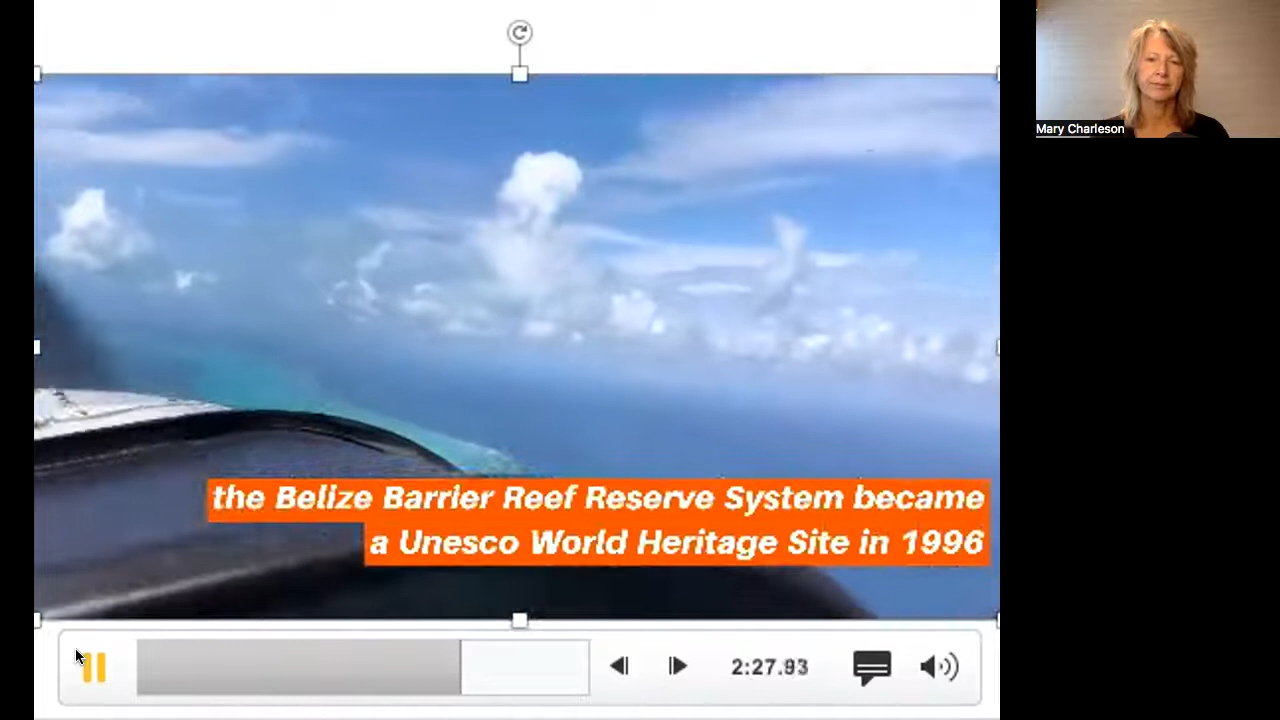 Mary Charleson
the Belize Barrier Reef Reserve System became
a Unesco World Heritage Site in 1996
2:27.93